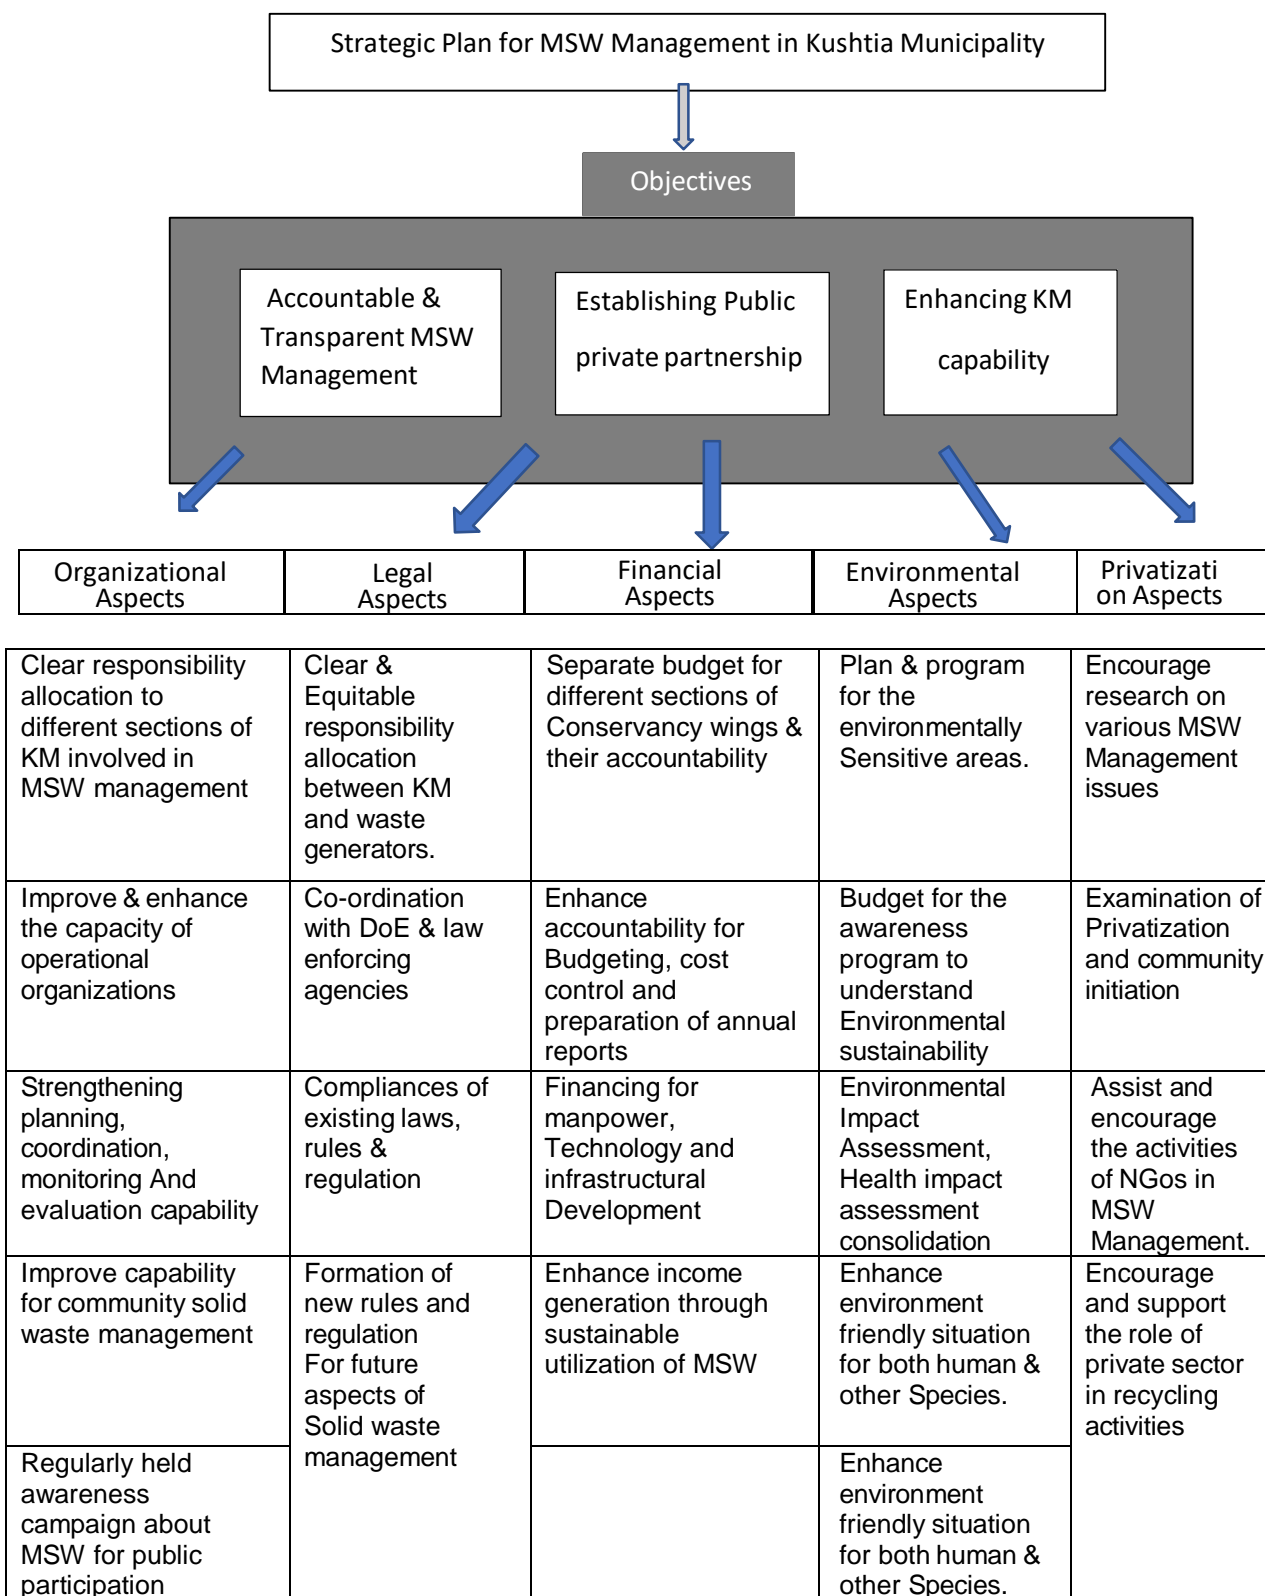 Strategic Plan for MSW Management in Kushtia Municipality
Objectives
Accountable &
Transparent MSW
Management
Establishing Public
private partnership
Enhancing KM
capability
Organizational
Aspects
Legal
Aspects
Financial
Aspects
Environmental
Aspects
Privatizati
on Aspects
Clear responsibility
allocation to
different sections of
KM involved in
MSW management
Clear &
Equitable
responsibility
allocation
between KM
and waste
generators.
Separate budget for
different sections of
Conservancy wings &
their accountability
Plan & program
for the
environmentally
Sensitive areas.
Encourage
research on
various MSW
Management
issues
Improve & enhance
the capacity of
operational
organizations
Co-ordination
with DoE & law
enforcing
agencies
Enhance
accountability for
Budgeting, cost
control and
preparation of annual
reports
Budget for the
awareness
program to
understand
Environmental
sustainability
Examination of
Privatization
and community
initiation
Strengthening
planning,
coordination,
monitoring And
evaluation capability
Compliances of
existing laws,
rules &
regulation
Financing for
manpower,
Technology and
infrastructural
Development
Environmental
Impact
Assessment,
Health impact
assessment
consolidation
Assist and
encourage
the activities
of NGos in
MSW
Management.
Improve capability
for community solid
waste management
Formation of
new rules and
regulation
For future
aspects of
Solid waste
management
Enhance income
generation through
sustainable
utilization of MSW
Enhance
environment
friendly situation
for both human &
other Species.
Encourage
and support
the role of
private sector
in recycling
activities
Regularly held
awareness
campaign about
MSW for public
participation
Enhance
environment
friendly situation
for both human &
other Species.